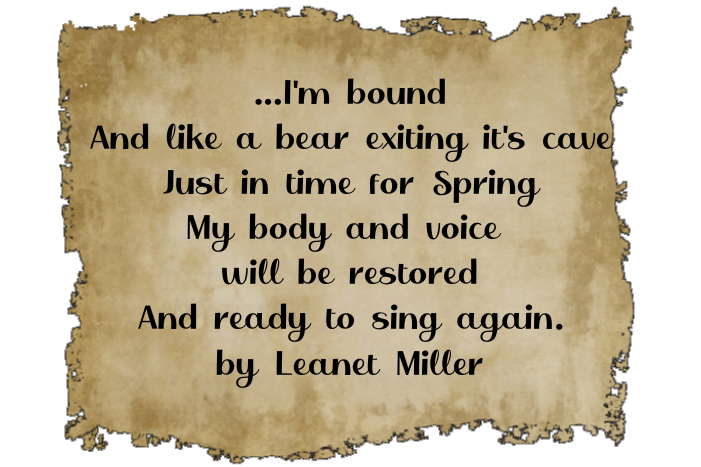 ...I'm bound
And like a bear exiting it's cave
Just in time for Spring
My body and voice
will be restored
And ready to sing again.
by Leanet Miller